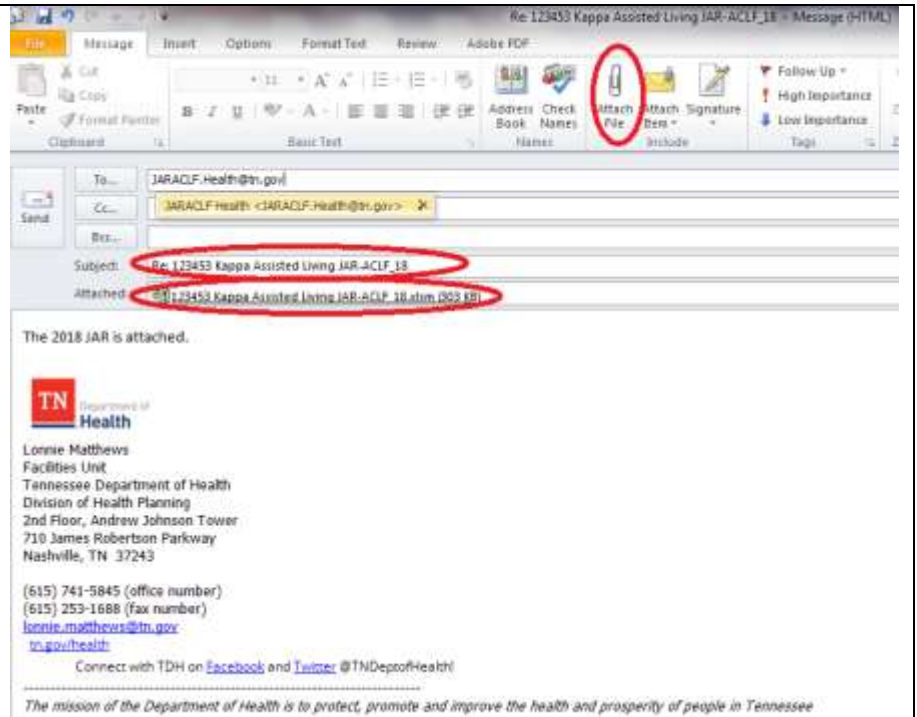 Re 123453 Kappa Assisted Living JAR-ACLF_18 - Message (HTML)
File Message Insert Options Format Text Review Adobe PDF
Cut
Copy
Format Painter
Paste
Clipboard
11
B I U
Basic Text
Address Book
Check Names
Names
Attach File
Attach Item
Signature
Include
Follow Up
High Importance
Low Importance
Tags
Send
To... JARACLF.Health@tn.gov
Cc...
JARACLF Health <JARACLF.Health@tn.gov>
Bcc...
Subject: Re: 123453 Kappa Assisted Living JAR-ACLF_18
Attached: 123453 Kappa Assisted Living JAR-ACLF_18.xlsm (303 KB)
The 2018 JAR is attached.
TN
Department of
Health
Lonnie Matthews
Facilities Unit
Tennessee Department of Health
Division of Health Planning
2nd Floor, Andrew Johnson Tower
710 James Robertson Parkway
Nashville, TN 37243
(615) 741-5845 (office number)
(615) 253-1688 (fax number)
lonnie.matthews@tn.gov
tn.gov/health
Connect with TDH on Facebook and Twitter @TNDeptofHealth!
The mission of the Department of Health is to protect, promote and improve the health and prosperity of people in Tennessee